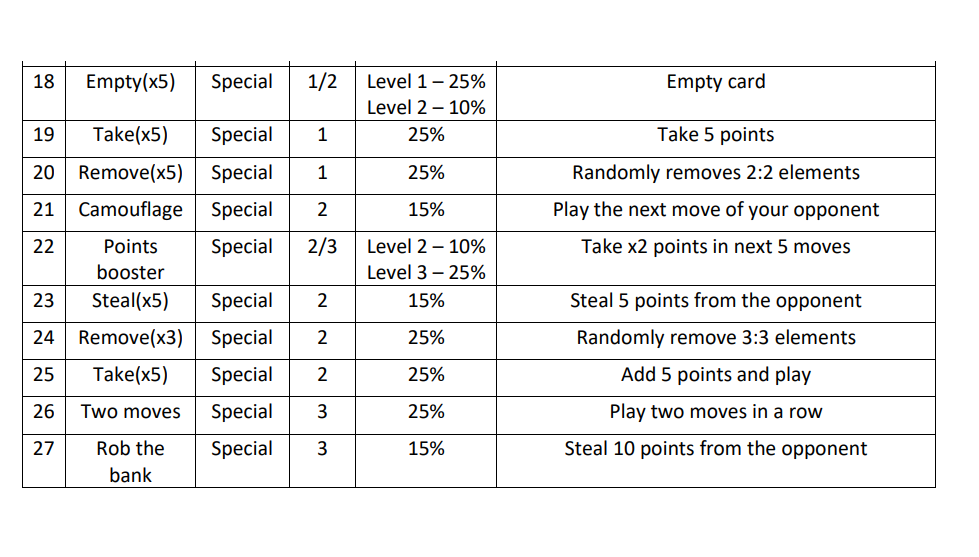 18 Empty(x5) Special 1/2 Level 1 – 25% Empty card
Level 2 – 10%
19 Take(x5) Special 1 25% Take 5 points
20 Remove(x5) Special 1 25% Randomly removes 2:2 elements
21 Camouflage Special 2 15% Play the next move of your opponent
22 Points Special 2/3 Level 2 – 10% Take x2 points in next 5 moves
booster Level 3 – 25%
23 Steal(x5) Special 2 15% Steal 5 points from the opponent
24 Remove(x3) Special 2 25% Randomly remove 3:3 elements
25 Take(x5) Special 2 25% Add 5 points and play
26 Two moves Special 3 25% Play two moves in a row
27 Rob the Special 3 15% Steal 10 points from the opponent
bank